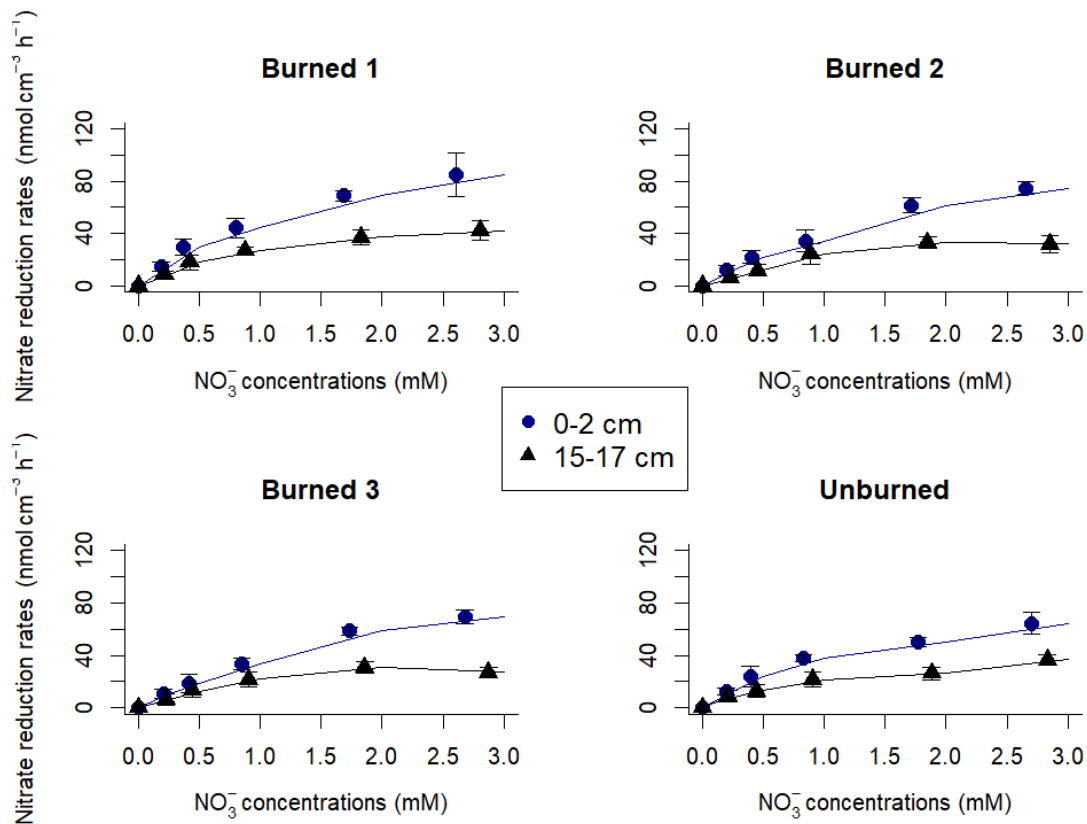 Burned 1
Nitrate reduction rates (nmol cm⁻³ h⁻¹)
120
80
40
0
0.0 0.5 1.0 1.5 2.0 2.5 3.0
NO₃⁻ concentrations (mM)
Burned 2
120
80
40
0
0.0 0.5 1.0 1.5 2.0 2.5 3.0
NO₃⁻ concentrations (mM)
0-2 cm
15-17 cm
Burned 3
Nitrate reduction rates (nmol cm⁻³ h⁻¹)
120
80
40
0
0.0 0.5 1.0 1.5 2.0 2.5 3.0
NO₃⁻ concentrations (mM)
Unburned
120
80
40
0
0.0 0.5 1.0 1.5 2.0 2.5 3.0
NO₃⁻ concentrations (mM)